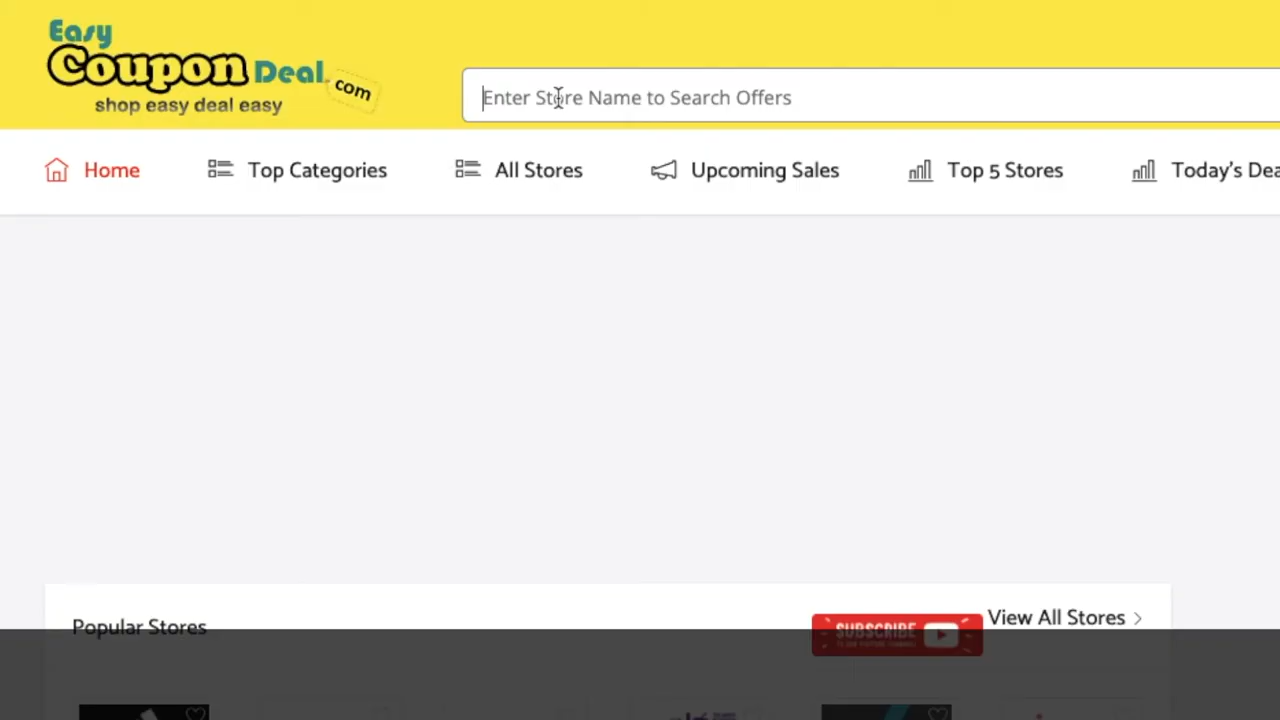 Easy
Coupon Deal.com
shop easy deal easy
Enter Store Name to Search Offers
Home
Top Categories
All Stores
Upcoming Sales
Top 5 Stores
Today's Dea
Popular Stores
SUBSCRIBE
View All Stores